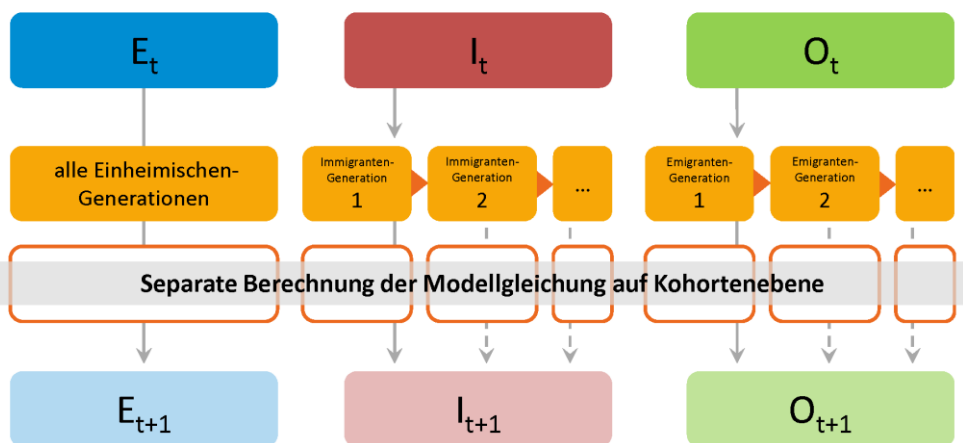 E_t
I_t
O_t
alle Einheimischen-
Generationen
Immigranten-
Generation
1
Immigranten-
Generation
2
...
Emigranten-
Generation
1
Emigranten-
Generation
2
...
Separate Berechnung der Modellgleichung auf Kohortenebene
E_t+1
I_t+1
O_t+1